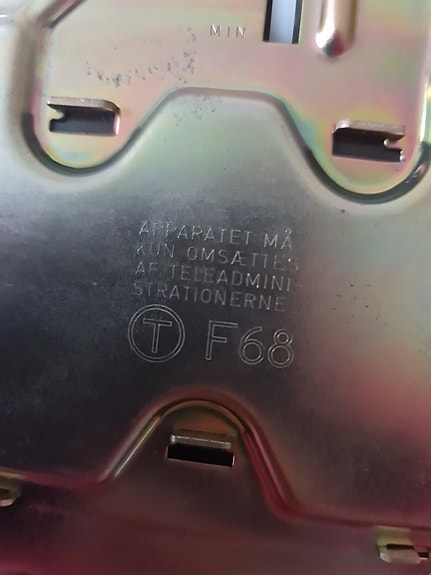 MIN
APPARATET MÅ
KUN OMSÆTTES
AF TELEADMINI-
STRATIONERNE
T F68